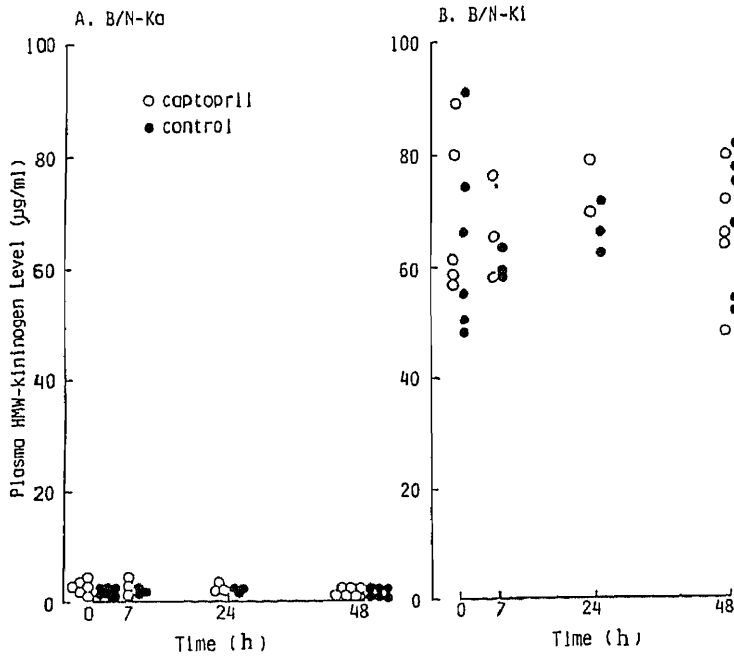 A. B/N-Ka
100
80
60
40
20
0
○ captopril
● control
Plasma HMW-kininogen Level (μg/ml)
0 7 24 48
Time (h)
B. B/N-Ki
100
80
60
40
20
0
0 7 24 48
Time (h)